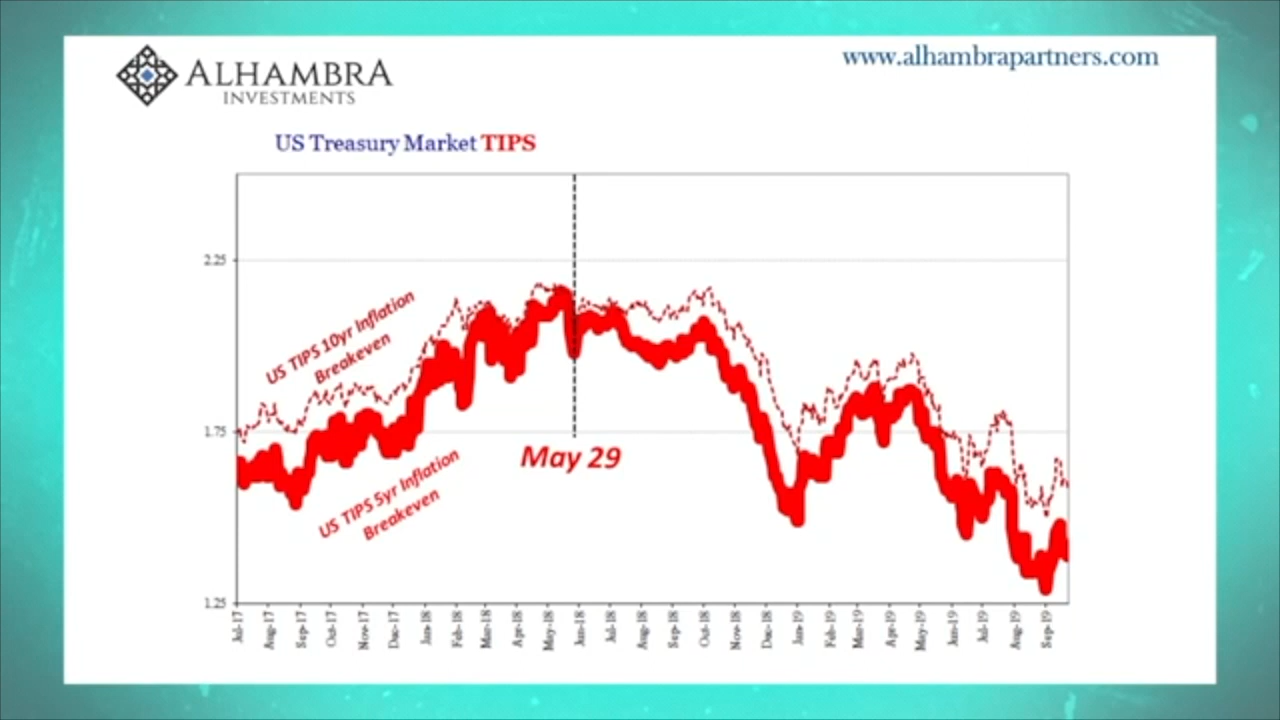 ALHAMBRA
INVESTMENTS
www.alhambrapartners.com
US Treasury Market TIPS
2.25
1.75
1.25
US TIPS 10yr Inflation
Breakeven
May 29
US TIPS 5yr Inflation
Breakeven
Jul-17
Aug-17
Sep-17
Oct-17
Nov-17
Dec-17
Jan-18
Feb-18
Mar-18
Apr-18
May-18
Jun-18
Jul-18
Aug-18
Sep-18
Oct-18
Nov-18
Dec-18
Jan-19
Feb-19
Mar-19
Apr-19
May-19
Jun-19
Jul-19
Aug-19
Sep-19